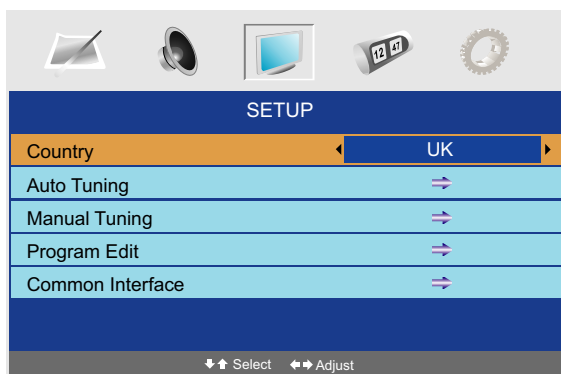 12 47
SETUP
Country UK
Auto Tuning
Manual Tuning
Program Edit
Common Interface
Select Adjust